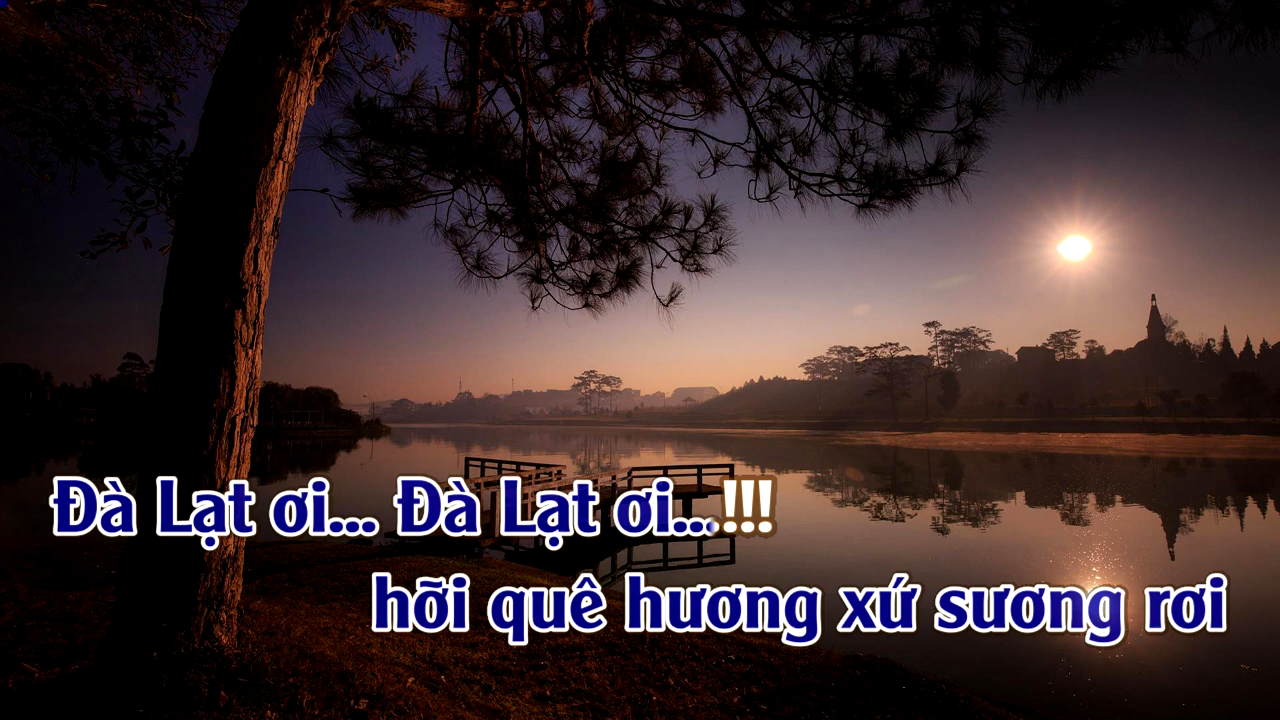 Đà Lạt ơi... Đà Lạt ơi...!!!
hỡi quê hương xứ sương rơi